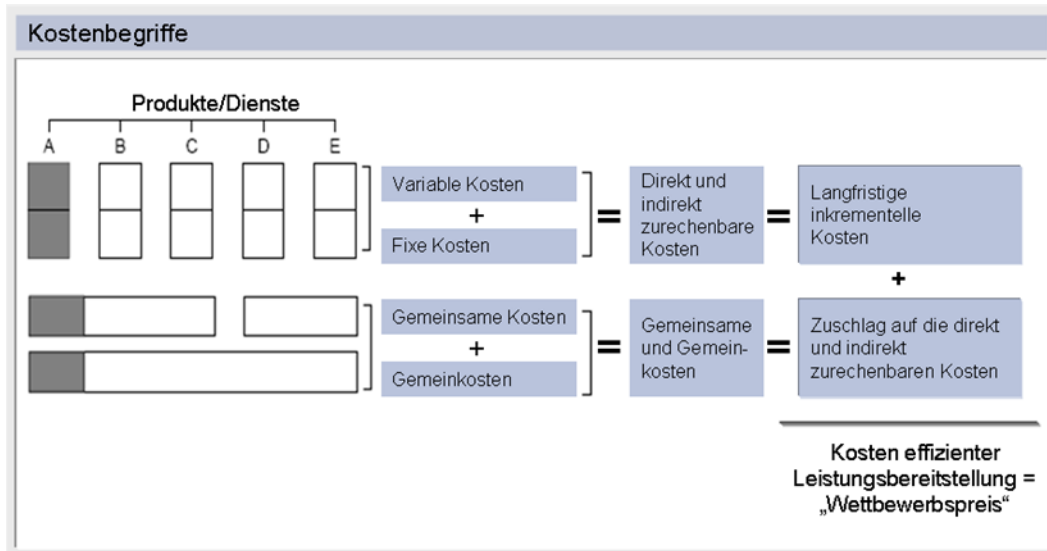 Kostenbegriffe
Produkte/Dienste
A B C D E
Variable Kosten
+
Fixe Kosten
=
Direkt und
indirekt
zurechenbare
Kosten
=
Langfristige
inkrementelle
Kosten
+
Gemeinsame Kosten
+
Gemeinkosten
=
Gemeinsame
und Gemein-
kosten
=
Zuschlag auf die direkt
und indirekt
zurechenbaren Kosten
Kosten effizienter
Leistungsbereitstellung =
„Wettbewerbspreis“